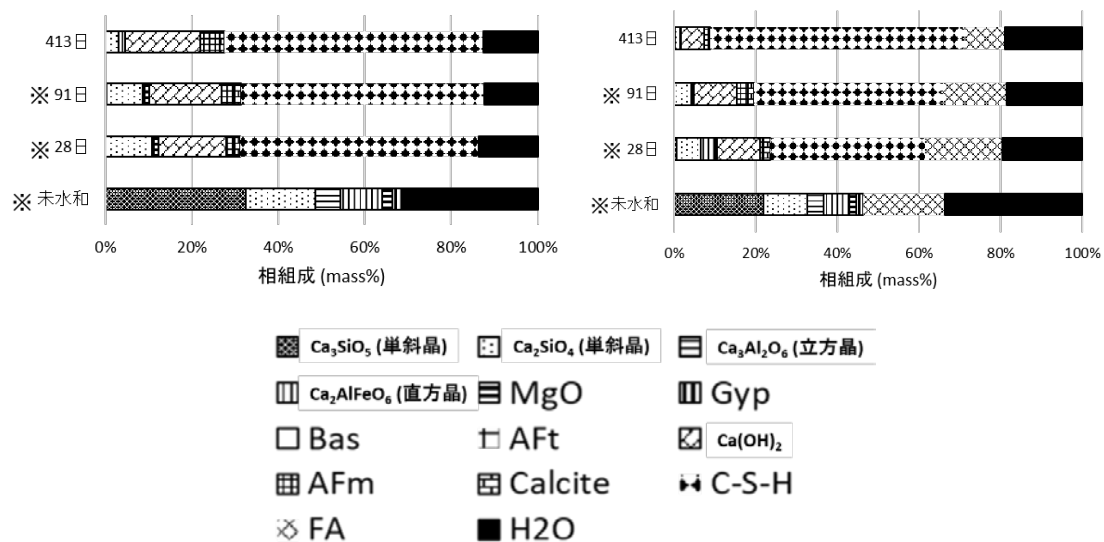 413日
※ 91日
※ 28日
※ 未水和
0% 20% 40% 60% 80% 100%
相組成 (mass%)
413日
※ 91日
※ 28日
※ 未水和
0% 20% 40% 60% 80% 100%
相組成 (mass%)
Ca₃SiO₅ (単斜晶) Ca₂SiO₄ (単斜晶) Ca₃Al₂O₆ (立方晶)
Ca₂AlFeO₆ (直方晶) MgO Gyp
Bas AFt Ca(OH)₂
AFm Calcite C-S-H
FA H2O